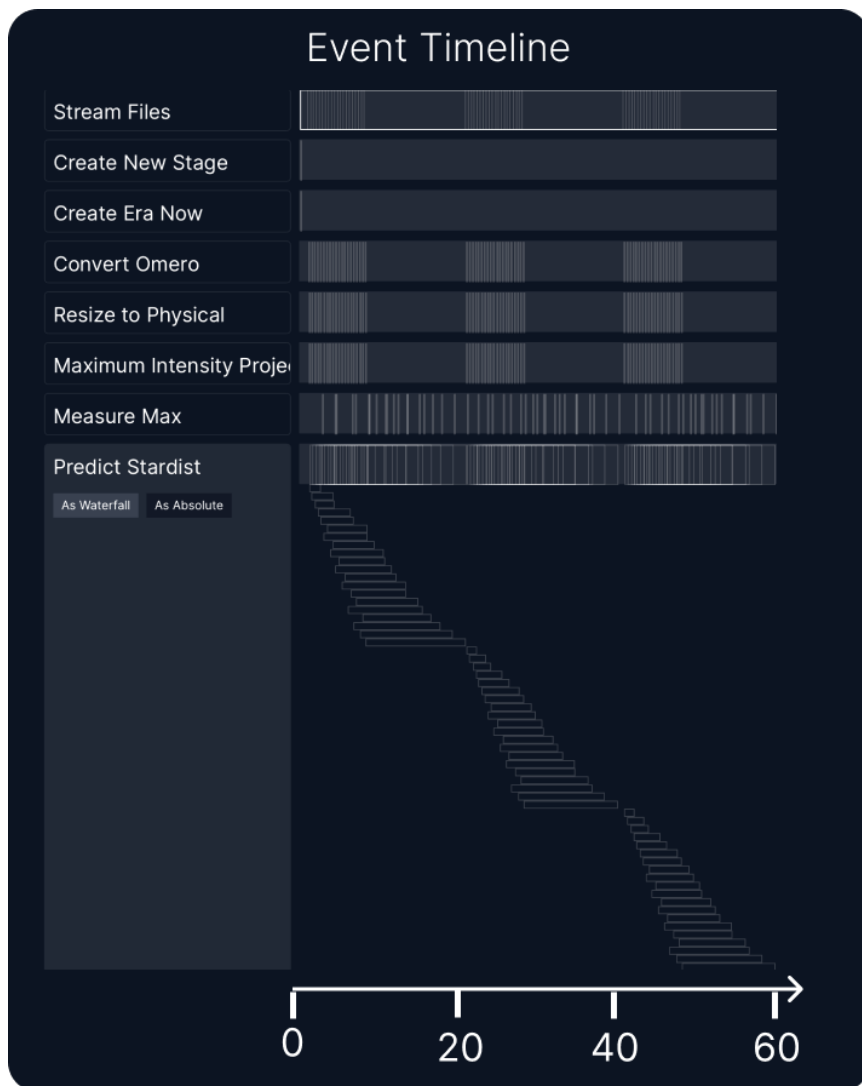 Event Timeline
Stream Files
Create New Stage
Create Era Now
Convert Omero
Resize to Physical
Maximum Intensity Proje
Measure Max
Predict Stardist
As Waterfall As Absolute
0 20 40 60